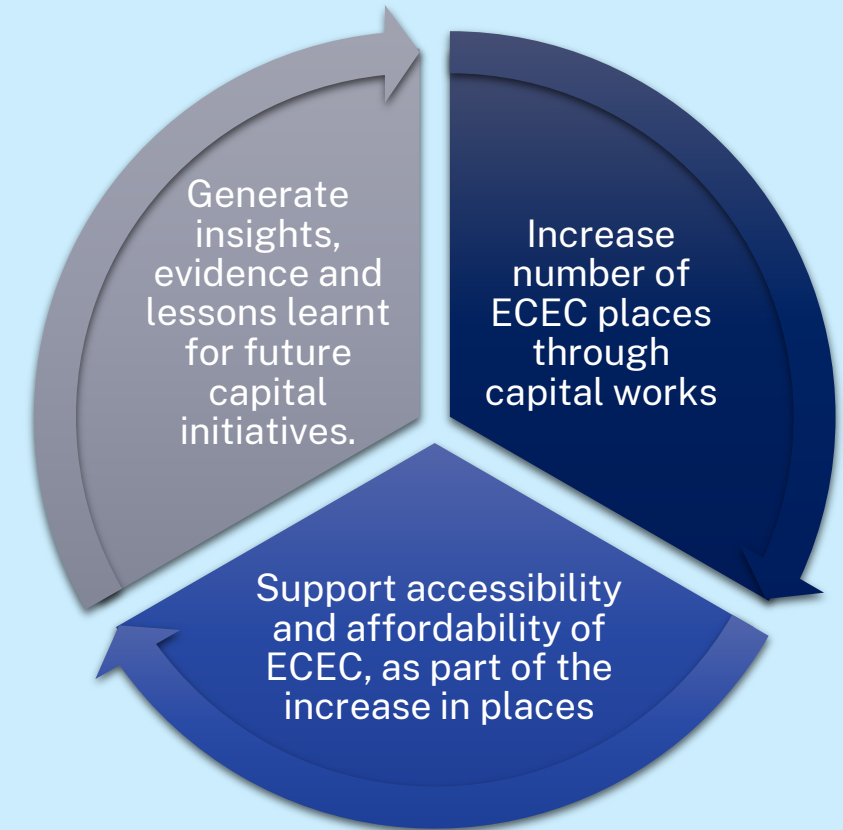 Generate
insights,
evidence and
lessons learnt
for future
capital
initiatives.
Increase
number of
ECEC places
through
capital works
Support accessibility
and affordability of
ECEC, as part of the
increase in places